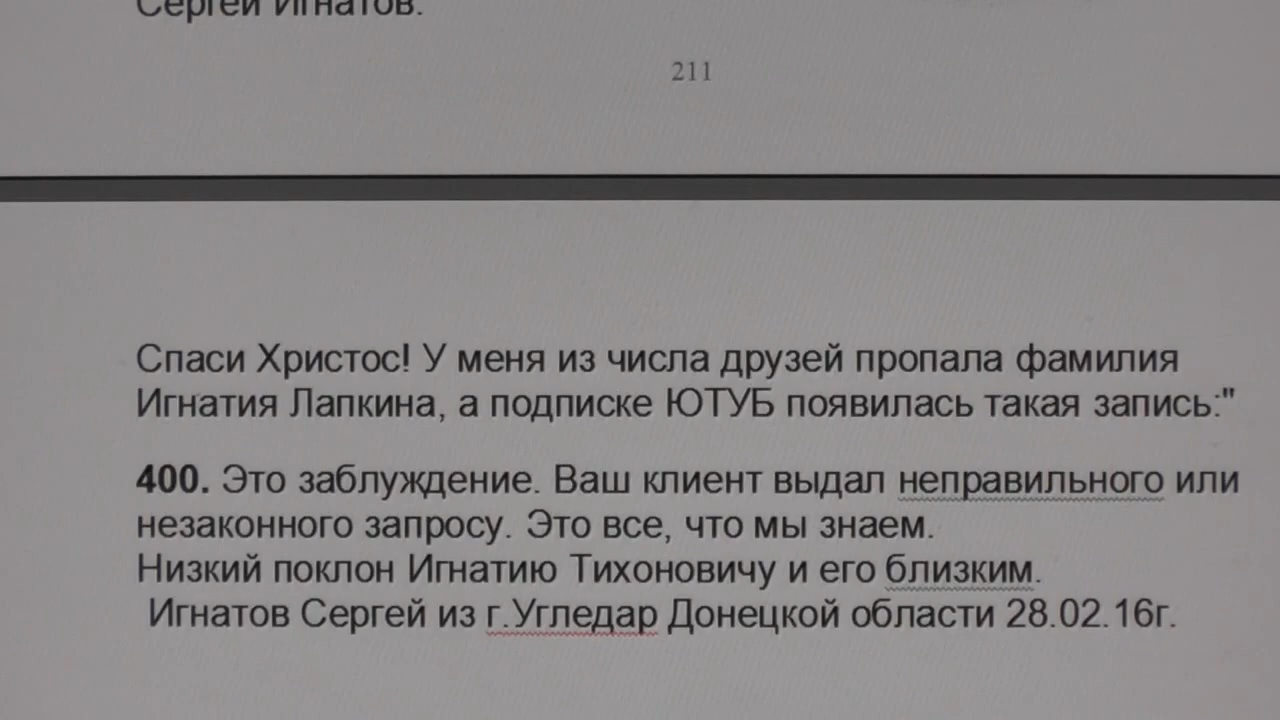 Сергей Игнатов.
211
Спаси Христос! У меня из числа друзей пропала фамилия
Игнатия Лапкина, а подписке ЮТУБ появилась такая запись:"
400. Это заблуждение. Ваш клиент выдал неправильного или
незаконного запросу. Это все, что мы знаем.
Низкий поклон Игнатию Тихоновичу и его близким.
Игнатов Сергей из г.Угледар Донецкой области 28.02.16г.